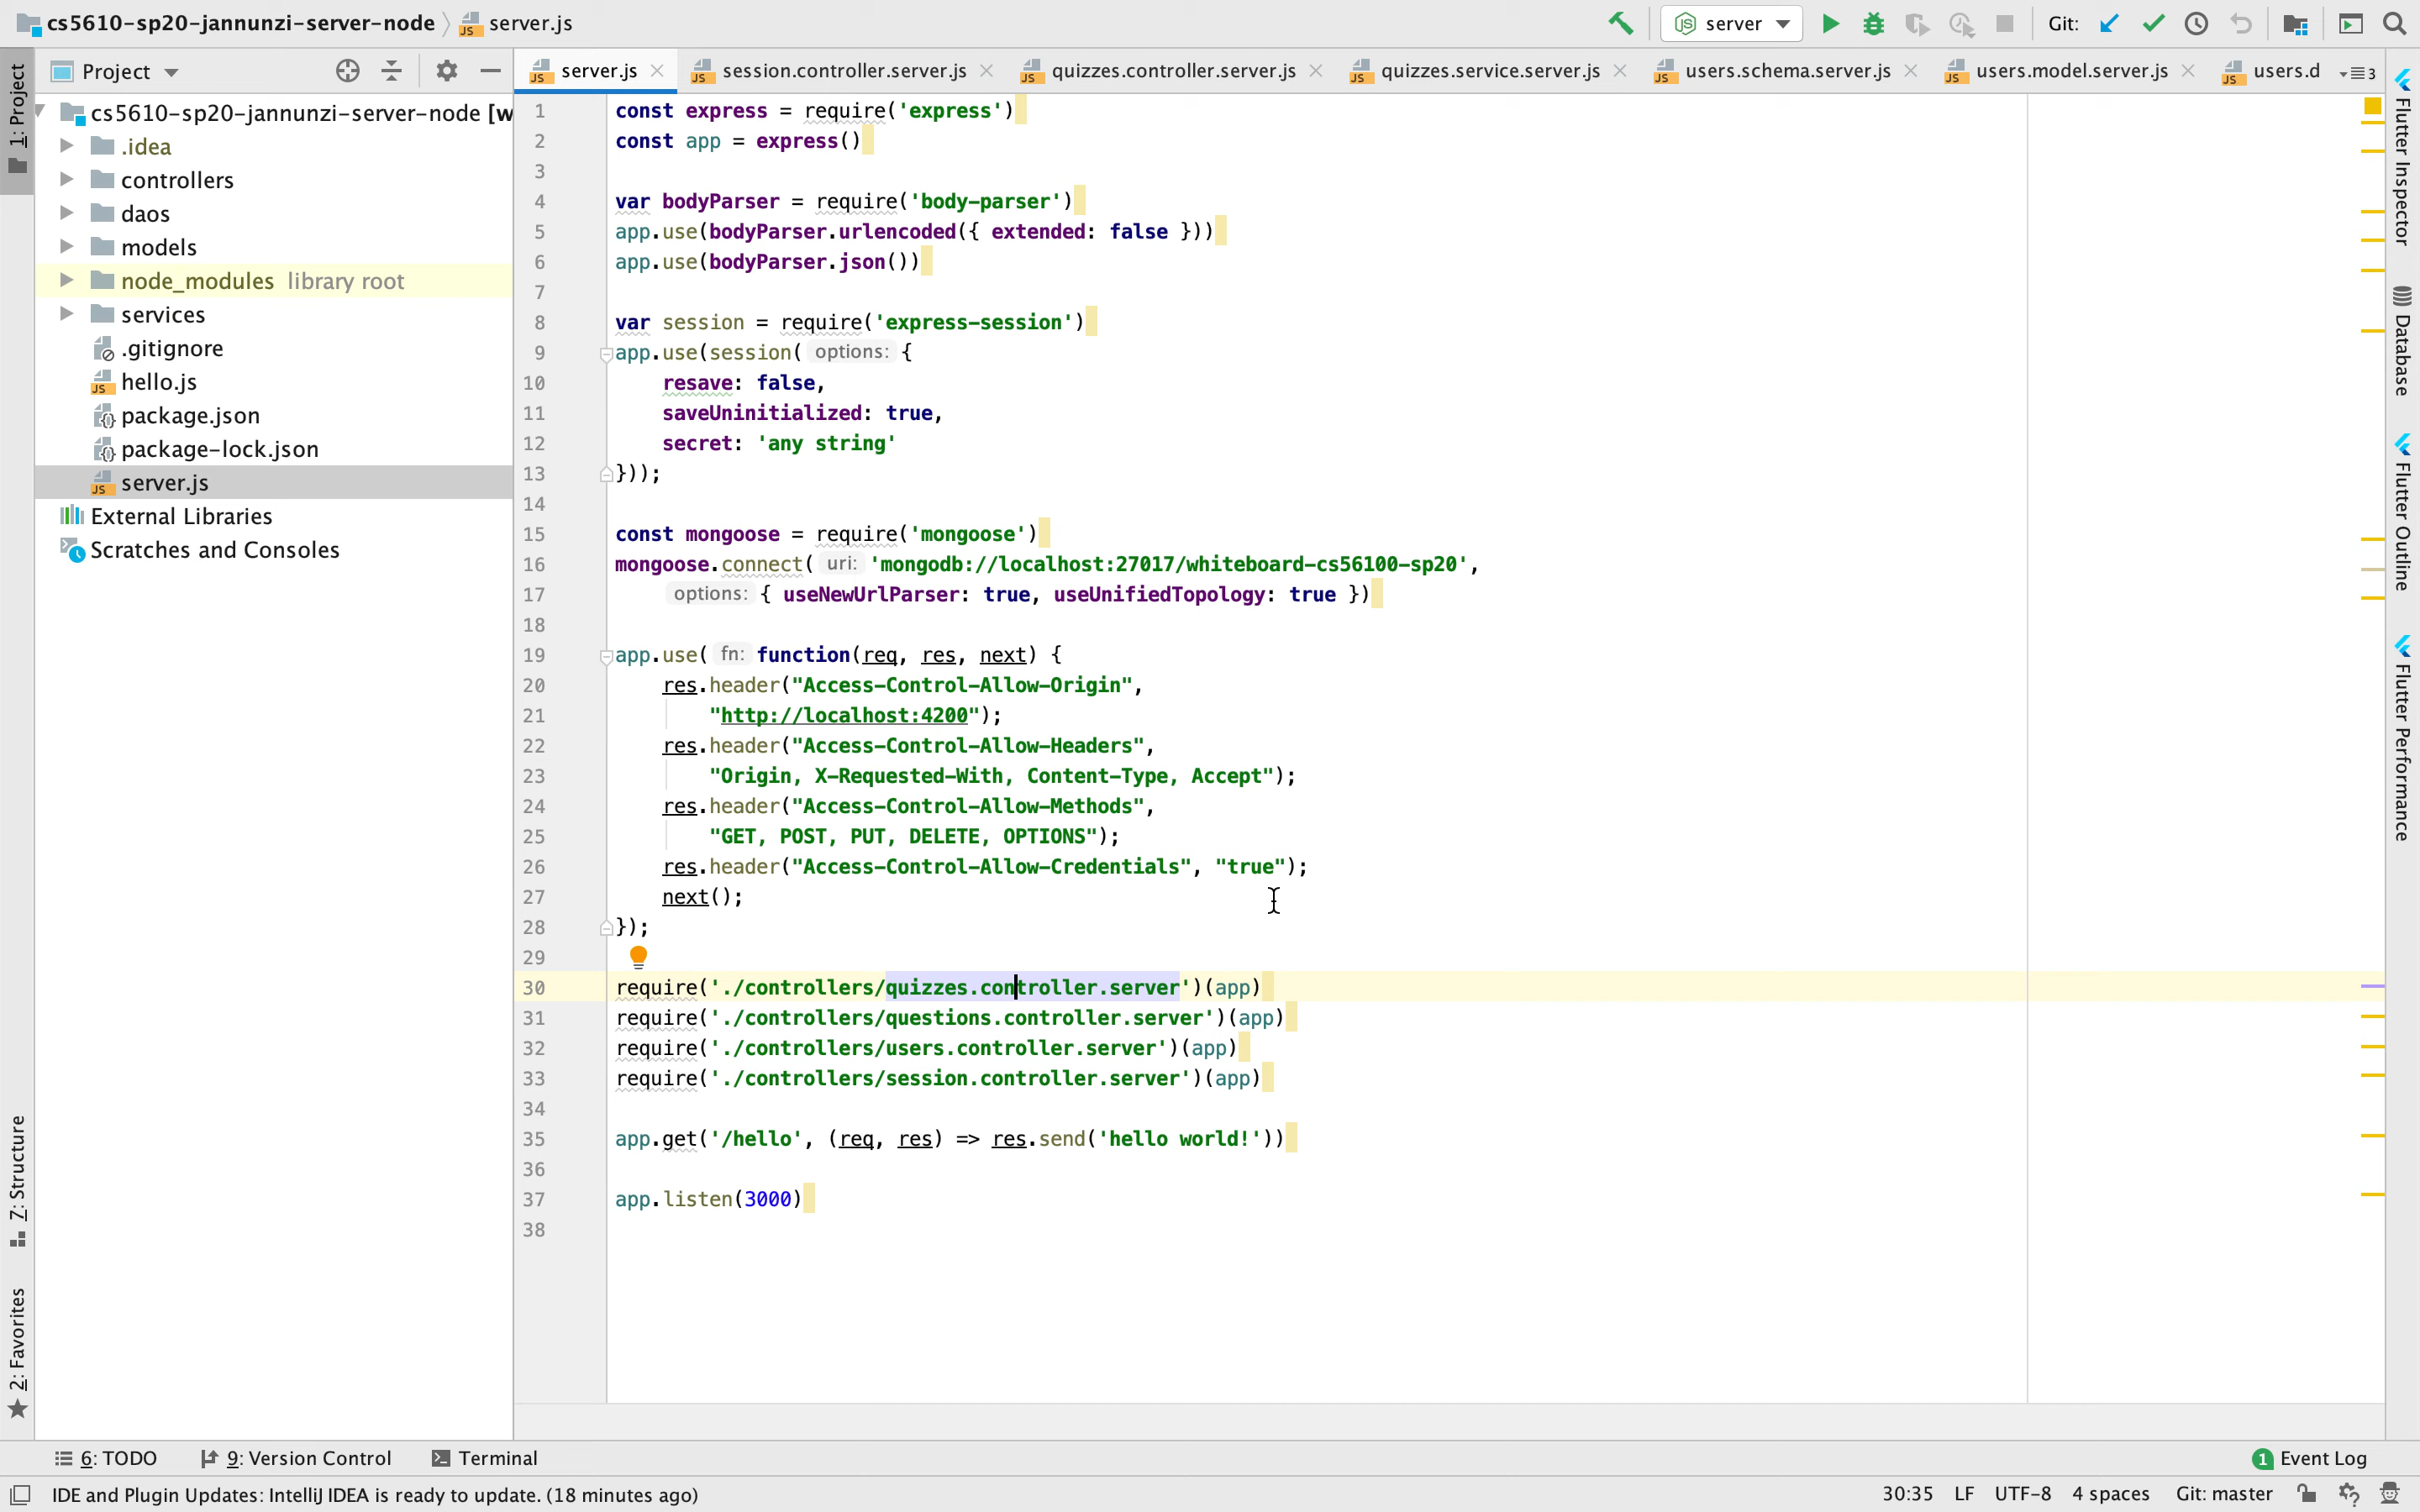 cs5610-sp20-jannunzi-server-node server.js server Git:
1: Project
Project
server.js session.controller.server.js quizzes.controller.server.js quizzes.service.server.js users.schema.server.js users.model.server.js users.d 3
cs5610-sp20-jannunzi-server-node [w
.idea
controllers
daos
models
node_modules library root
services
.gitignore
hello.js
package.json
package-lock.json
server.js
External Libraries
Scratches and Consoles
7: Structure
2: Favorites
1 const express = require('express')
2 const app = express()
3
4 var bodyParser = require('body-parser')
5 app.use(bodyParser.urlencoded({ extended: false }))
6 app.use(bodyParser.json())
7
8 var session = require('express-session')
9 app.use(session( options: {
10 resave: false,
11 saveUninitialized: true,
12 secret: 'any string'
13 }));
14
15 const mongoose = require('mongoose')
16 mongoose.connect( uri: 'mongodb://localhost:27017/whiteboard-cs56100-sp20',
17 options: { useNewUrlParser: true, useUnifiedTopology: true })
18
19 app.use( fn: function(req, res, next) {
20 res.header("Access-Control-Allow-Origin",
21 "http://localhost:4200");
22 res.header("Access-Control-Allow-Headers",
23 "Origin, X-Requested-With, Content-Type, Accept");
24 res.header("Access-Control-Allow-Methods",
25 "GET, POST, PUT, DELETE, OPTIONS");
26 res.header("Access-Control-Allow-Credentials", "true");
27 next();
28 });
29
30 require('./controllers/quizzes.controller.server')(app)
31 require('./controllers/questions.controller.server')(app)
32 require('./controllers/users.controller.server')(app)
33 require('./controllers/session.controller.server')(app)
34
35 app.get('/hello', (req, res) => res.send('hello world!'))
36
37 app.listen(3000)
38
Flutter Inspector
Database
Flutter Outline
Flutter Performance
6: TODO 9: Version Control Terminal 1 Event Log
IDE and Plugin Updates: IntelliJ IDEA is ready to update. (18 minutes ago) 30:35 LF UTF-8 4 spaces Git: master